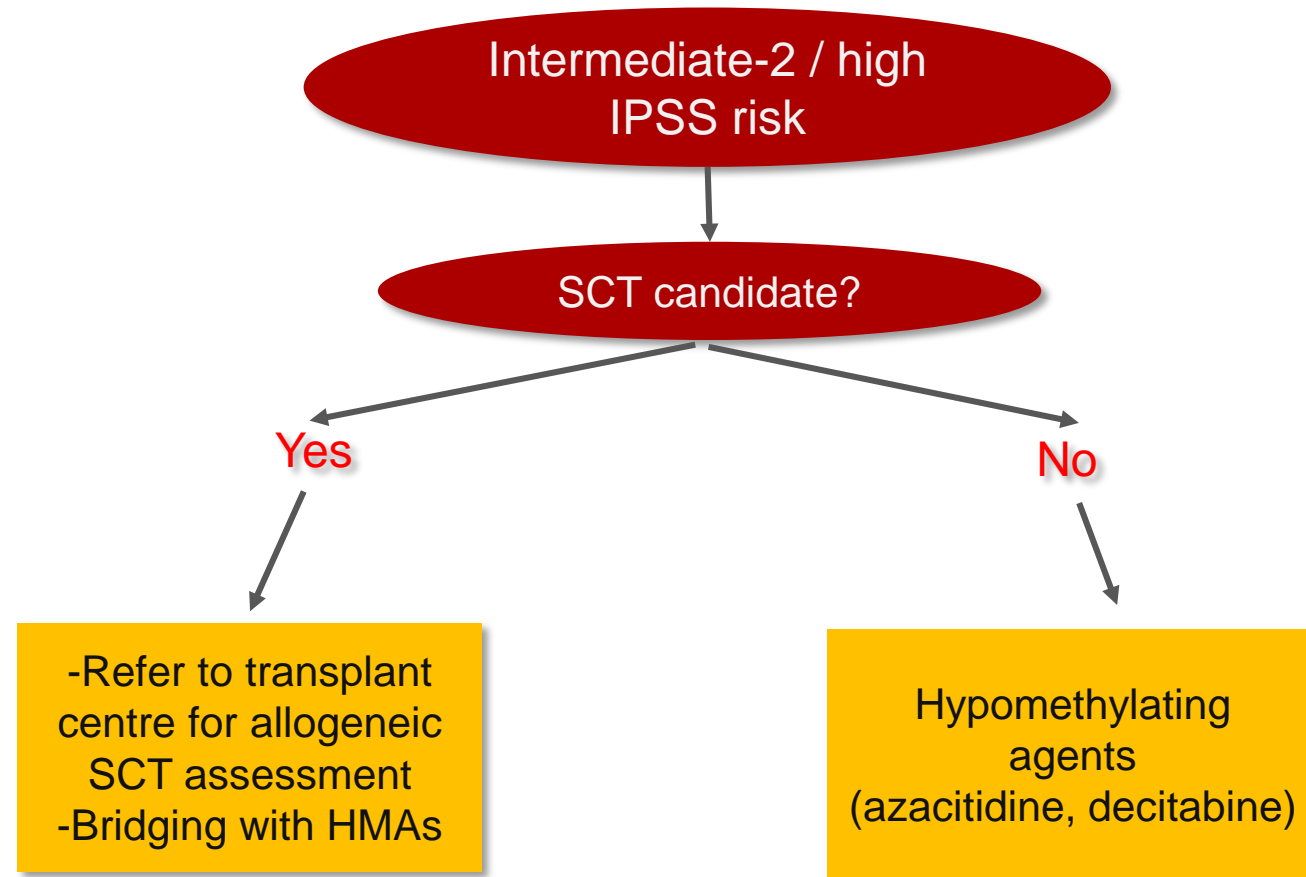 Intermediate-2 / high
IPSS risk
SCT candidate?
Yes
No
-Refer to transplant
centre for allogeneic
SCT assessment
-Bridging with HMAs
Hypomethylating
agents
(azacitidine, decitabine)